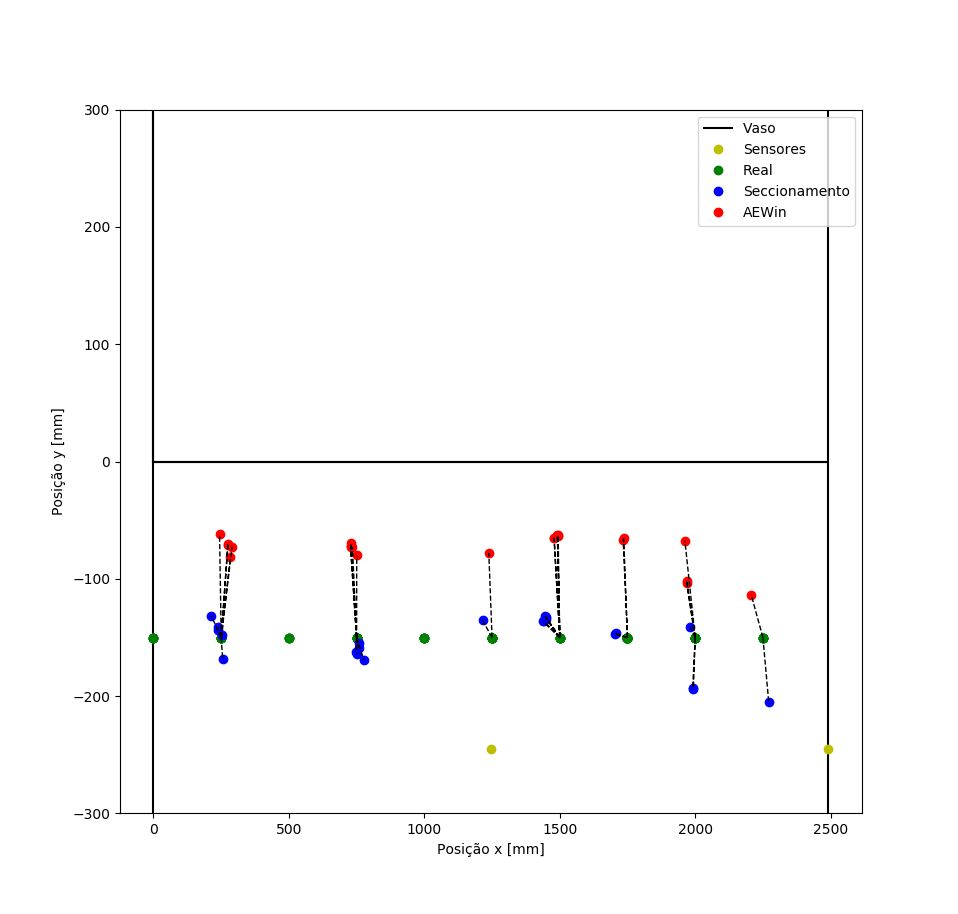 300
200
100
0
−100
−200
−300
Posição y [mm]
Vaso
Sensores
Real
Seccionamento
AEWin
0
500
1000
1500
2000
2500
Posição x [mm]